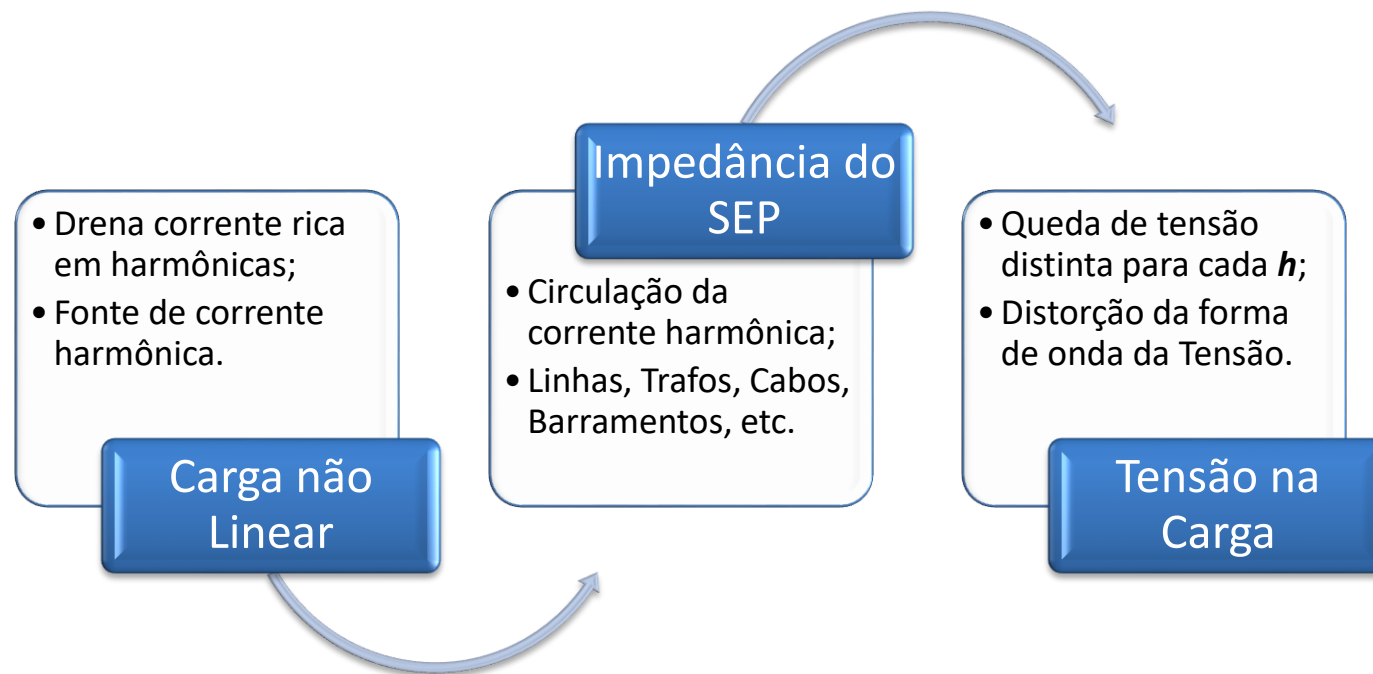 • Drena corrente rica
em harmônicas;
• Fonte de corrente
harmônica.
Carga não
Linear
Impedância do
SEP
• Circulação da
corrente harmônica;
• Linhas, Trafos, Cabos,
Barramentos, etc.
• Queda de tensão
distinta para cada h;
• Distorção da forma
de onda da Tensão.
Tensão na
Carga